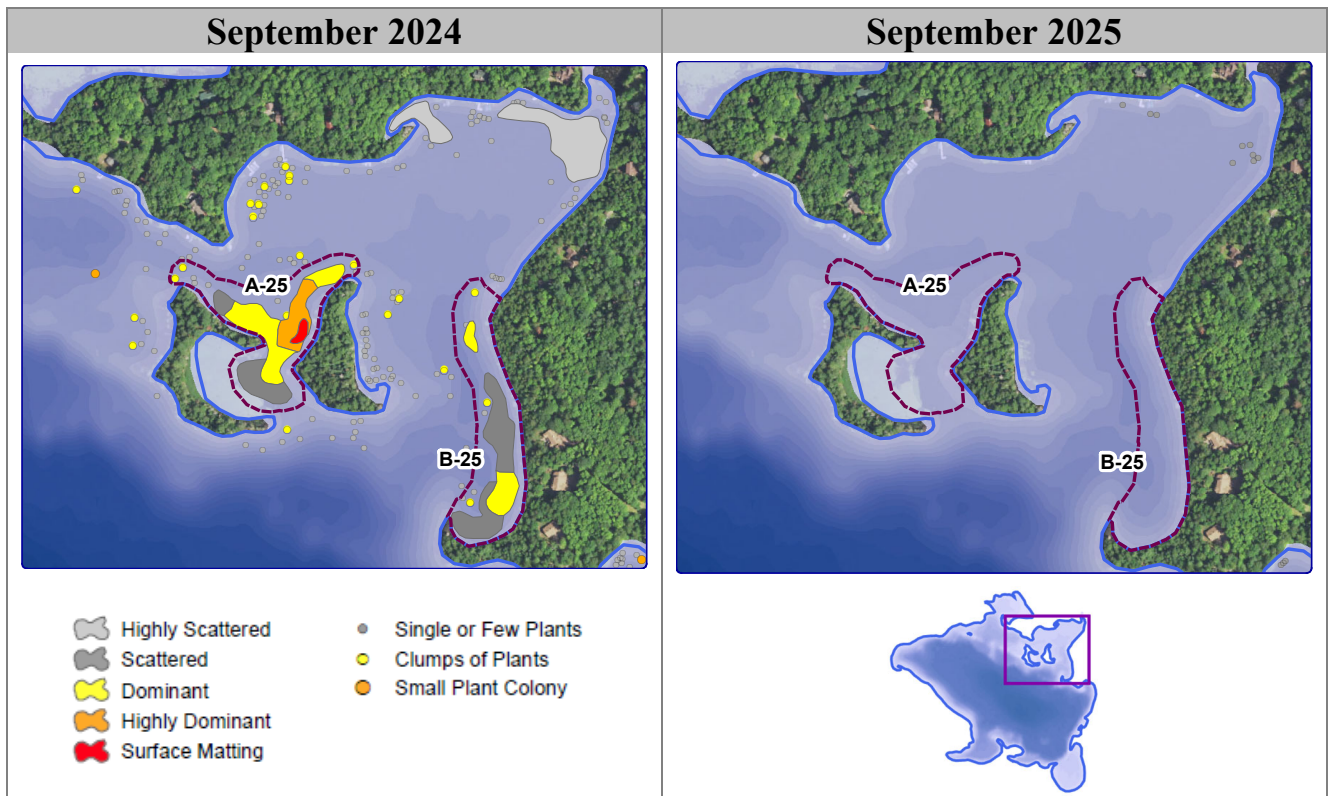 September 2024
September 2025
A-25
B-25
A-25
B-25
Highly Scattered
Scattered
Dominant
Highly Dominant
Surface Matting
Single or Few Plants
Clumps of Plants
Small Plant Colony